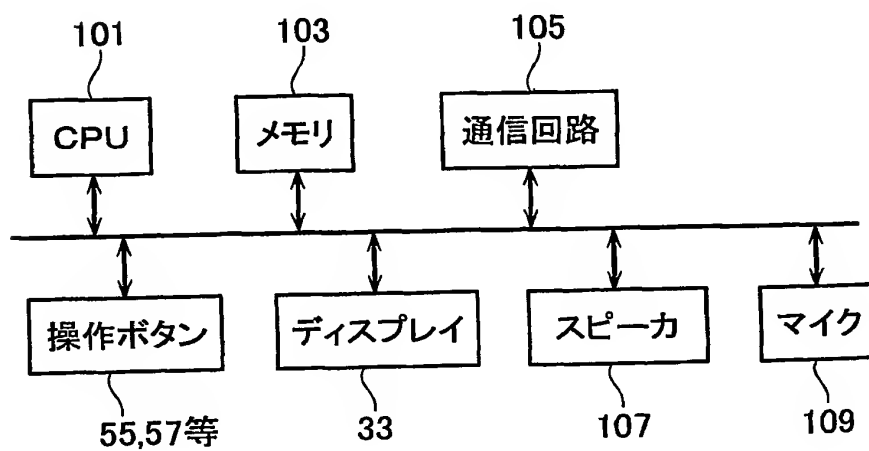 101
103
105
CPU
メモリ
通信回路
操作ボタン
ディスプレイ
スピーカ
マイク
55,57等
33
107
109